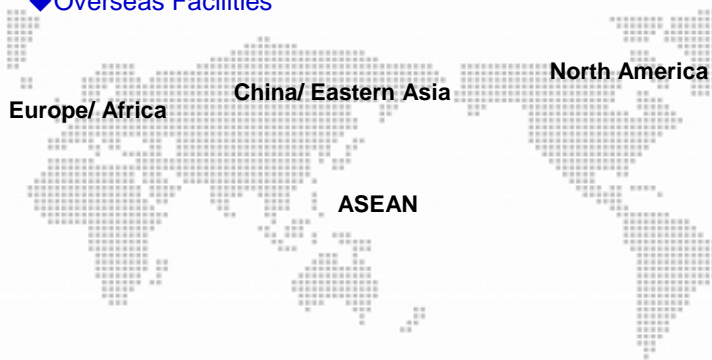 ◆Overseas Facilities
North America
China/ Eastern Asia
Europe/ Africa
ASEAN